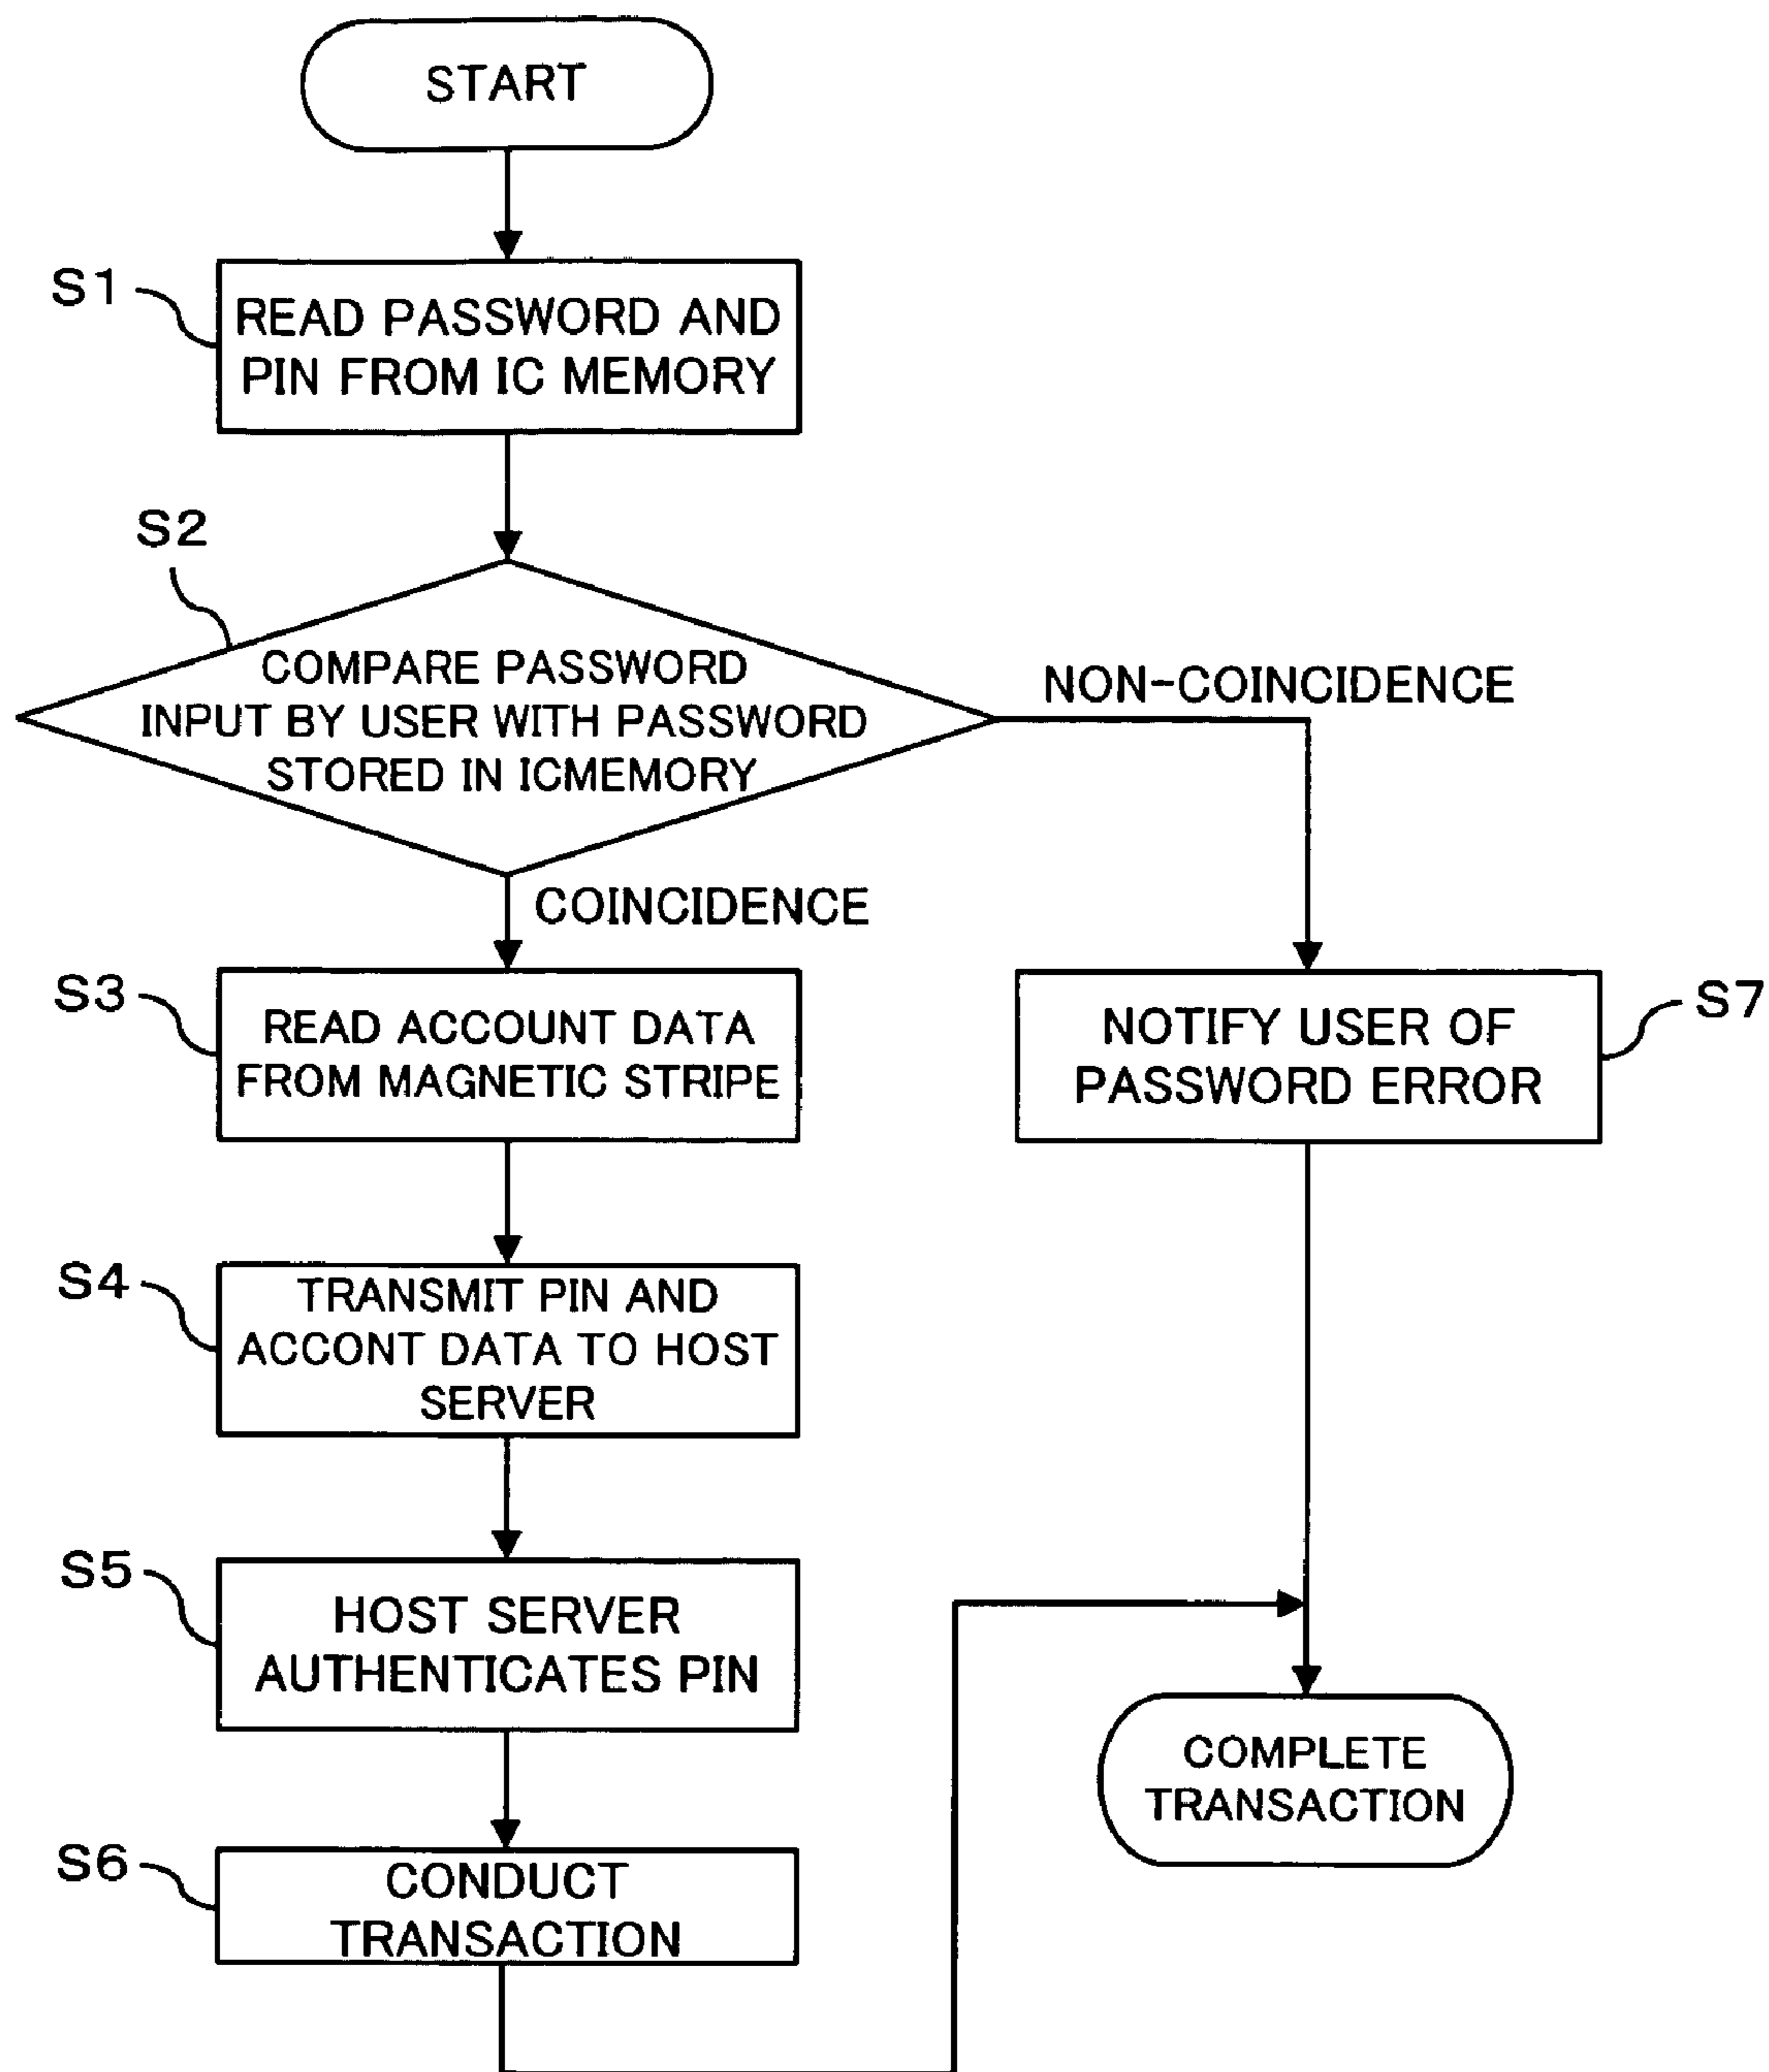 START
S1
READ PASSWORD AND
PIN FROM IC MEMORY
S2
COMPARE PASSWORD
INPUT BY USER WITH PASSWORD
STORED IN ICMEMORY
NON-COINCIDENCE
COINCIDENCE
S3
READ ACCOUNT DATA
FROM MAGNETIC STRIPE
NOTIFY USER OF
PASSWORD ERROR
S7
S4
TRANSMIT PIN AND
ACCONT DATA TO HOST
SERVER
S5
HOST SERVER
AUTHENTICATES PIN
S6
CONDUCT
TRANSACTION
COMPLETE
TRANSACTION